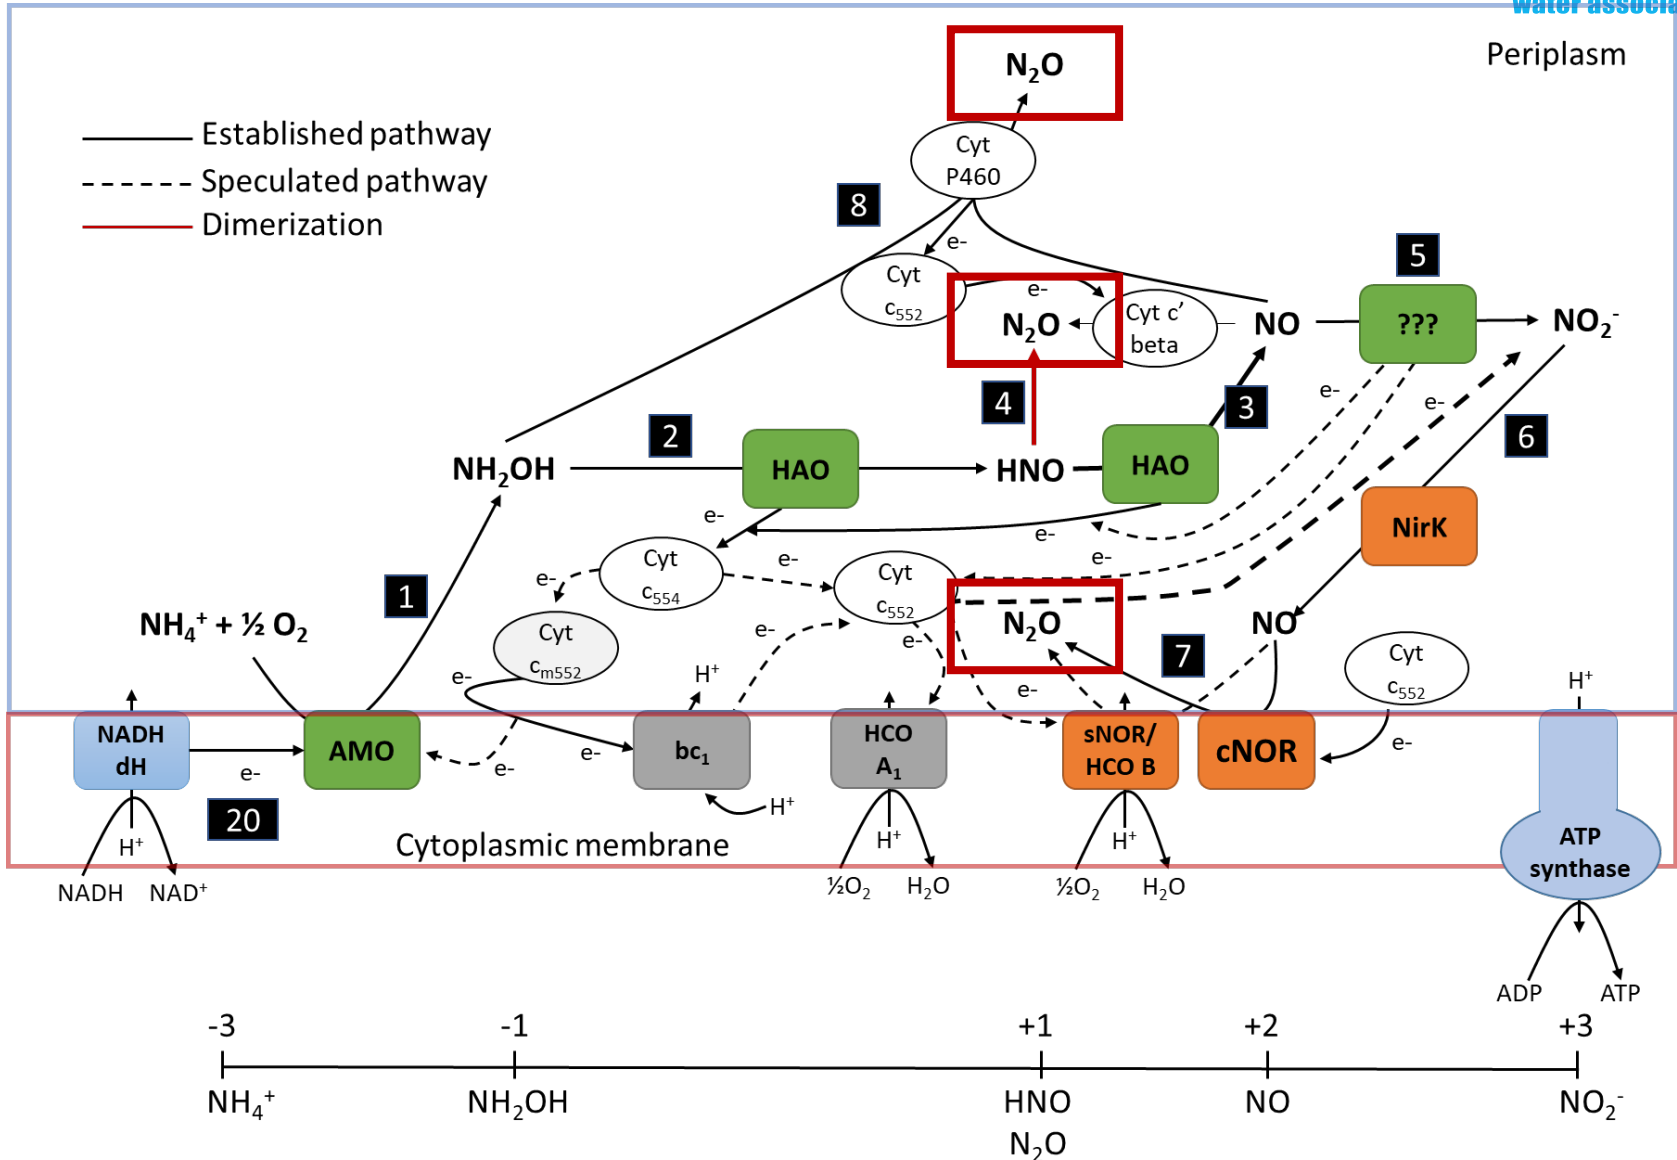 water associa
Periplasm
N₂O
Established pathway
Speculated pathway
Dimerization
Cyt
P460
8
e-
5
Cyt
c₅₅₂
e-
N₂O
Cyt c’
beta
NO
???
NO₂⁻
e-
e-
4
3
2
6
NH₂OH
HAO
HNO
HAO
e-
e-
NirK
Cyt
c₅₅₄
e-
e-
Cyt
c₅₅₂
e-
1
NH₄⁺ + ½ O₂
Cyt
cₘ₅₅₂
e-
e-
N₂O
NO
7
Cyt
c₅₅₂
e-
H⁺
e-
H⁺
NADH
dH
e-
AMO
e-
e-
bc₁
HCO
A₁
sNOR/
HCO B
cNOR
e-
20
H⁺
H⁺
H⁺
H⁺
Cytoplasmic membrane
ATP
synthase
NADH
NAD⁺
½O₂
H₂O
½O₂
H₂O
ADP
ATP
-3
-1
+1
+2
+3
NH₄⁺
NH₂OH
HNO
NO
NO₂⁻
N₂O